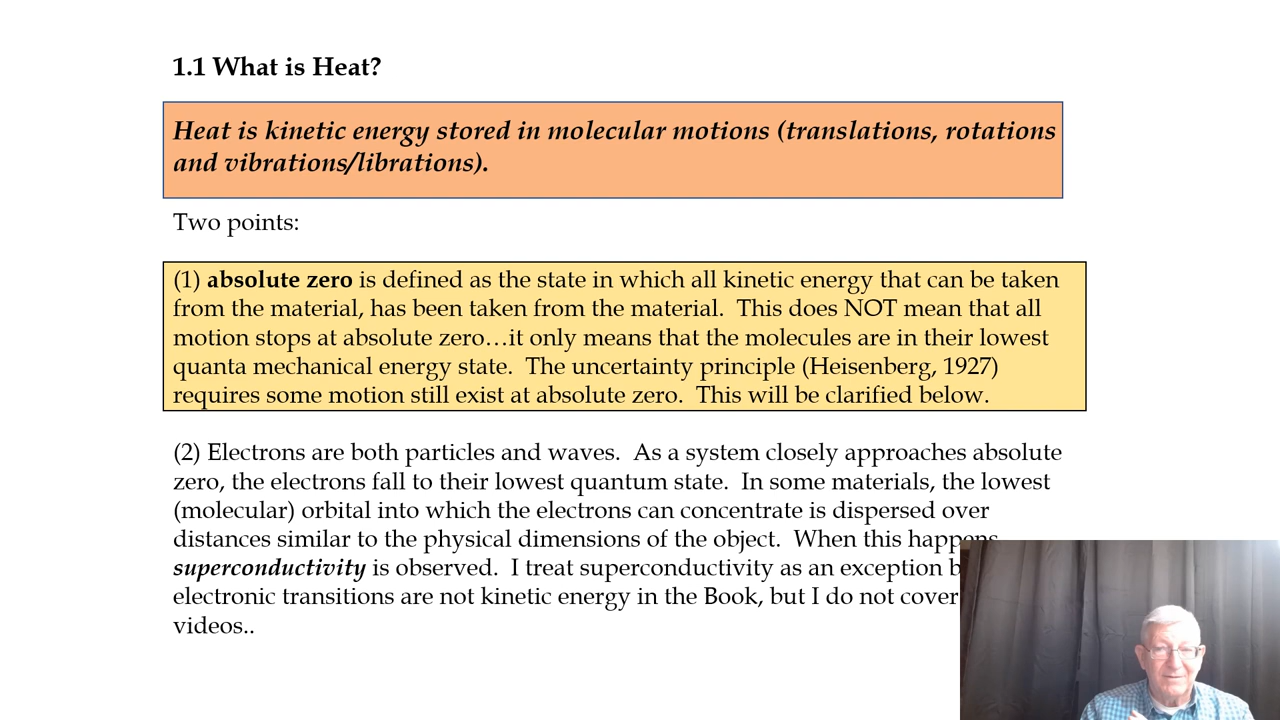 1.1 What is Heat?
Heat is kinetic energy stored in molecular motions (translations, rotations
and vibrations/librations).
Two points:
(1) absolute zero is defined as the state in which all kinetic energy that can be taken
from the material, has been taken from the material.  This does NOT mean that all
motion stops at absolute zero…it only means that the molecules are in their lowest
quanta mechanical energy state.  The uncertainty principle (Heisenberg, 1927)
requires some motion still exist at absolute zero.  This will be clarified below.
(2) Electrons are both particles and waves.  As a system closely approaches absolute
zero, the electrons fall to their lowest quantum state.  In some materials, the lowest
(molecular) orbital into which the electrons can concentrate is dispersed over
distances similar to the physical dimensions of the object.  When this happens
superconductivity is observed.  I treat superconductivity as an exception
electronic transitions are not kinetic energy in the Book, but I do not cover
videos..